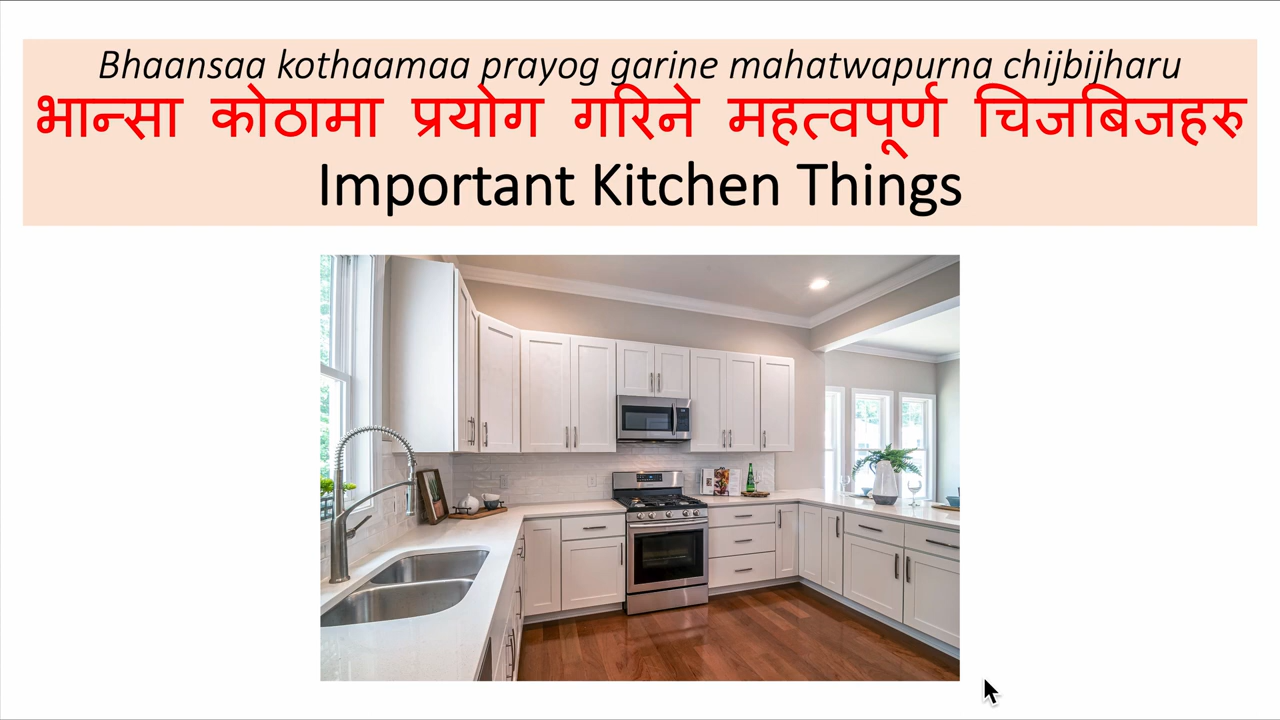 Bhaansaa kothaamaa prayog garine mahatwapurna chijbijharu
भान्सा कोठामा प्रयोग गरिने महत्वपूर्ण चिजबिजहरु
Important Kitchen Things